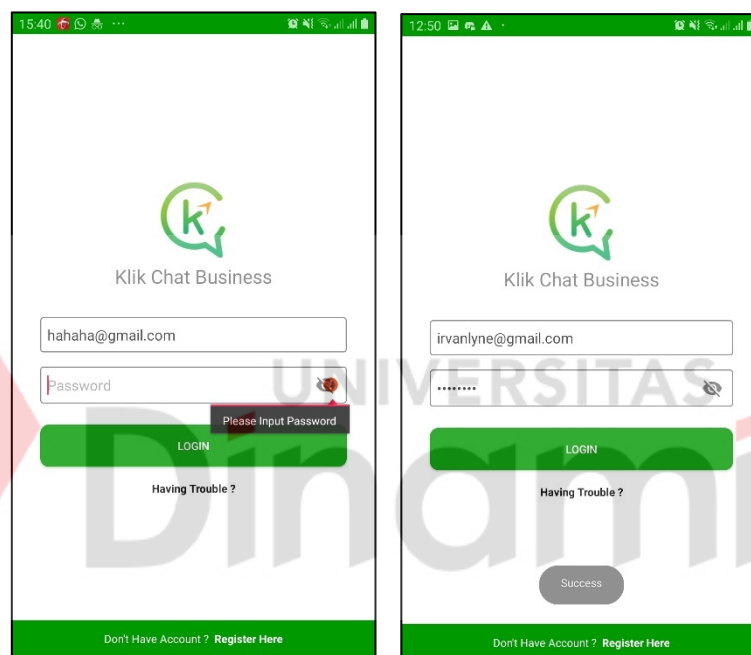 15:40
k
Klik Chat Business
hahaha@gmail.com
Password
Please Input Password
LOGIN
Having Trouble ?
Don't Have Account ? Register Here
12:50
k
Klik Chat Business
irvanlyne@gmail.com
••••••••
LOGIN
Having Trouble ?
Success
Don't Have Account ? Register Here
UNIVERSITAS
Dinami